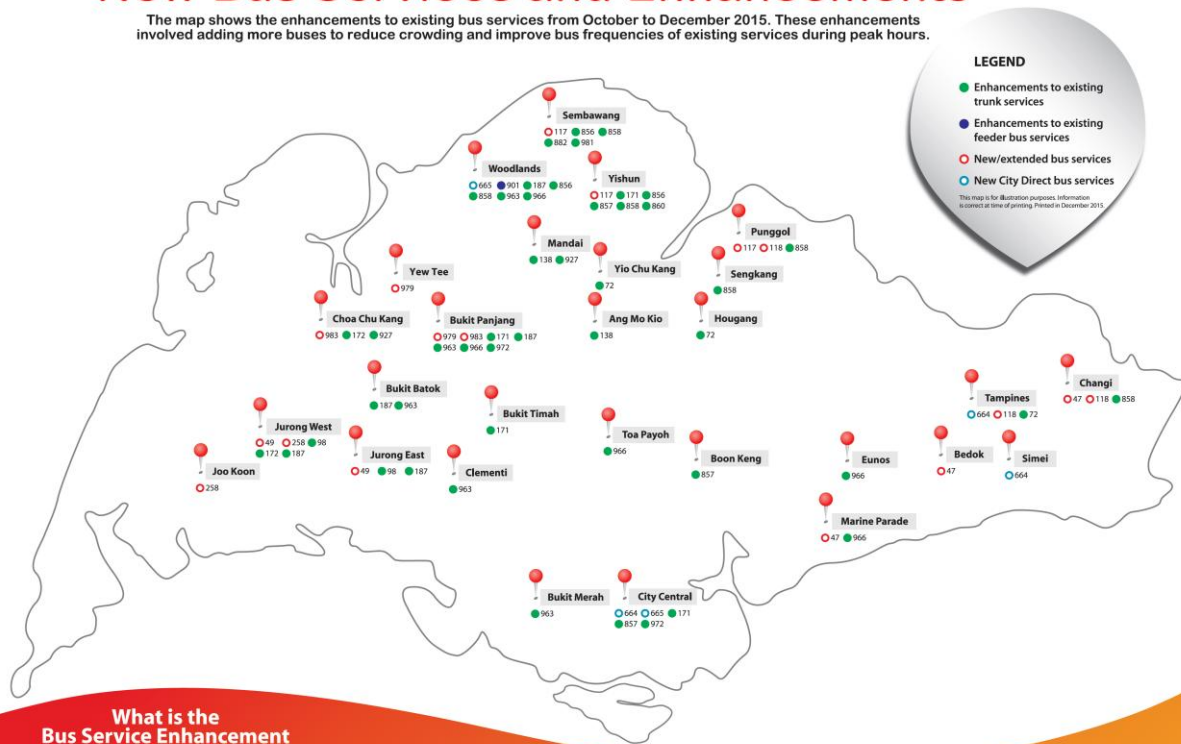 New Bus Services and Enhancements
The map shows the enhancements to existing bus services from October to December 2015. These enhancements
involved adding more buses to reduce crowding and improve bus frequencies of existing services during peak hours.
LEGEND
Enhancements to existing
trunk services
Enhancements to existing
feeder bus services
New/extended bus services
New City Direct bus services
This map is for illustration purposes. Information
is correct at time of printing. Printed in December 2015.
Sembawang
117 856 858
882 981
Woodlands
665 901 187 856
858 963 966
Yishun
117 171 856
857 858 860
Punggol
117 118 858
Mandai
138 927
Yio Chu Kang
72
Sengkang
858
Yew Tee
979
Choa Chu Kang
983 172 927
Bukit Panjang
979 983 171 187
963 966 972
Ang Mo Kio
138
Hougang
72
Bukit Batok
187 963
Bukit Timah
171
Tampines
664 118 72
Changi
47 118 858
Jurong West
49 258 98
172 187
Jurong East
49 98 187
Joo Koon
258
Clementi
963
Toa Payoh
966
Boon Keng
857
Eunos
966
Bedok
47
Simei
664
Marine Parade
47 966
Bukit Merah
963
City Central
664 665 171
857 972
What is the
Bus Service Enhancement